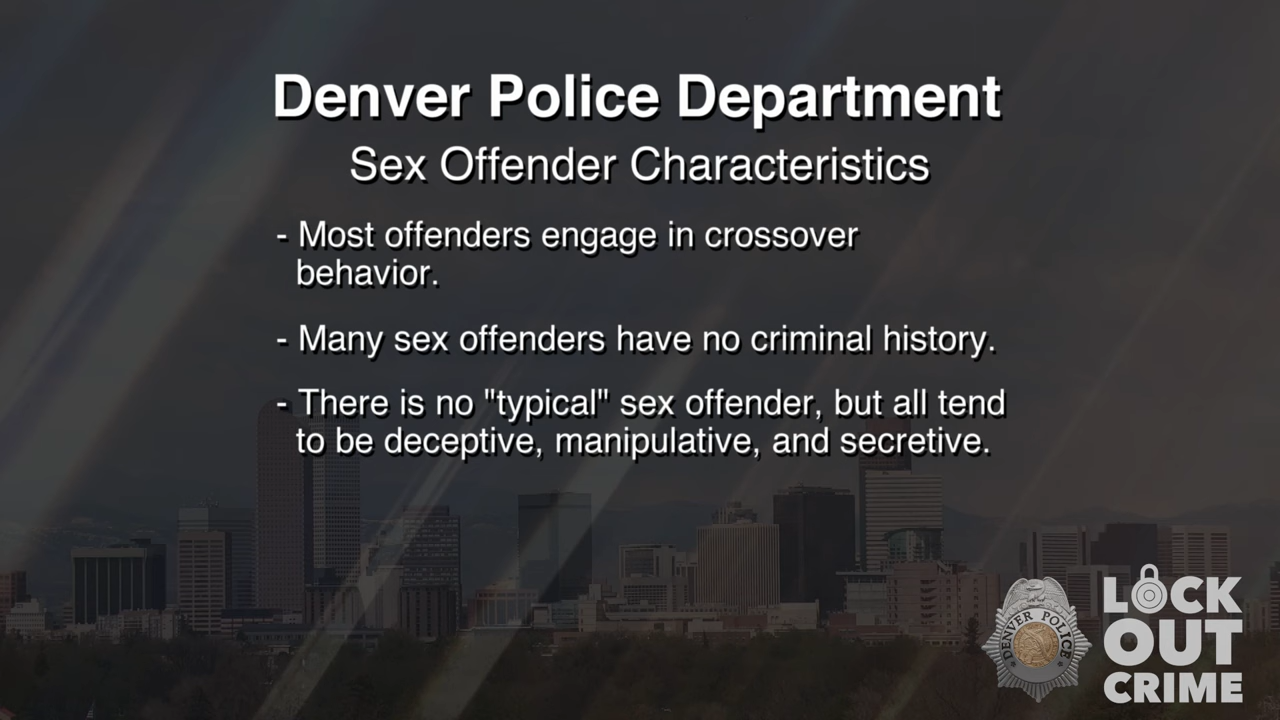 Denver Police Department
Sex Offender Characteristics
- Most offenders engage in crossover
behavior.
- Many sex offenders have no criminal history.
- There is no "typical" sex offender, but all tend
to be deceptive, manipulative, and secretive.
DENVER POLICE
LOCK
OUT
CRIME